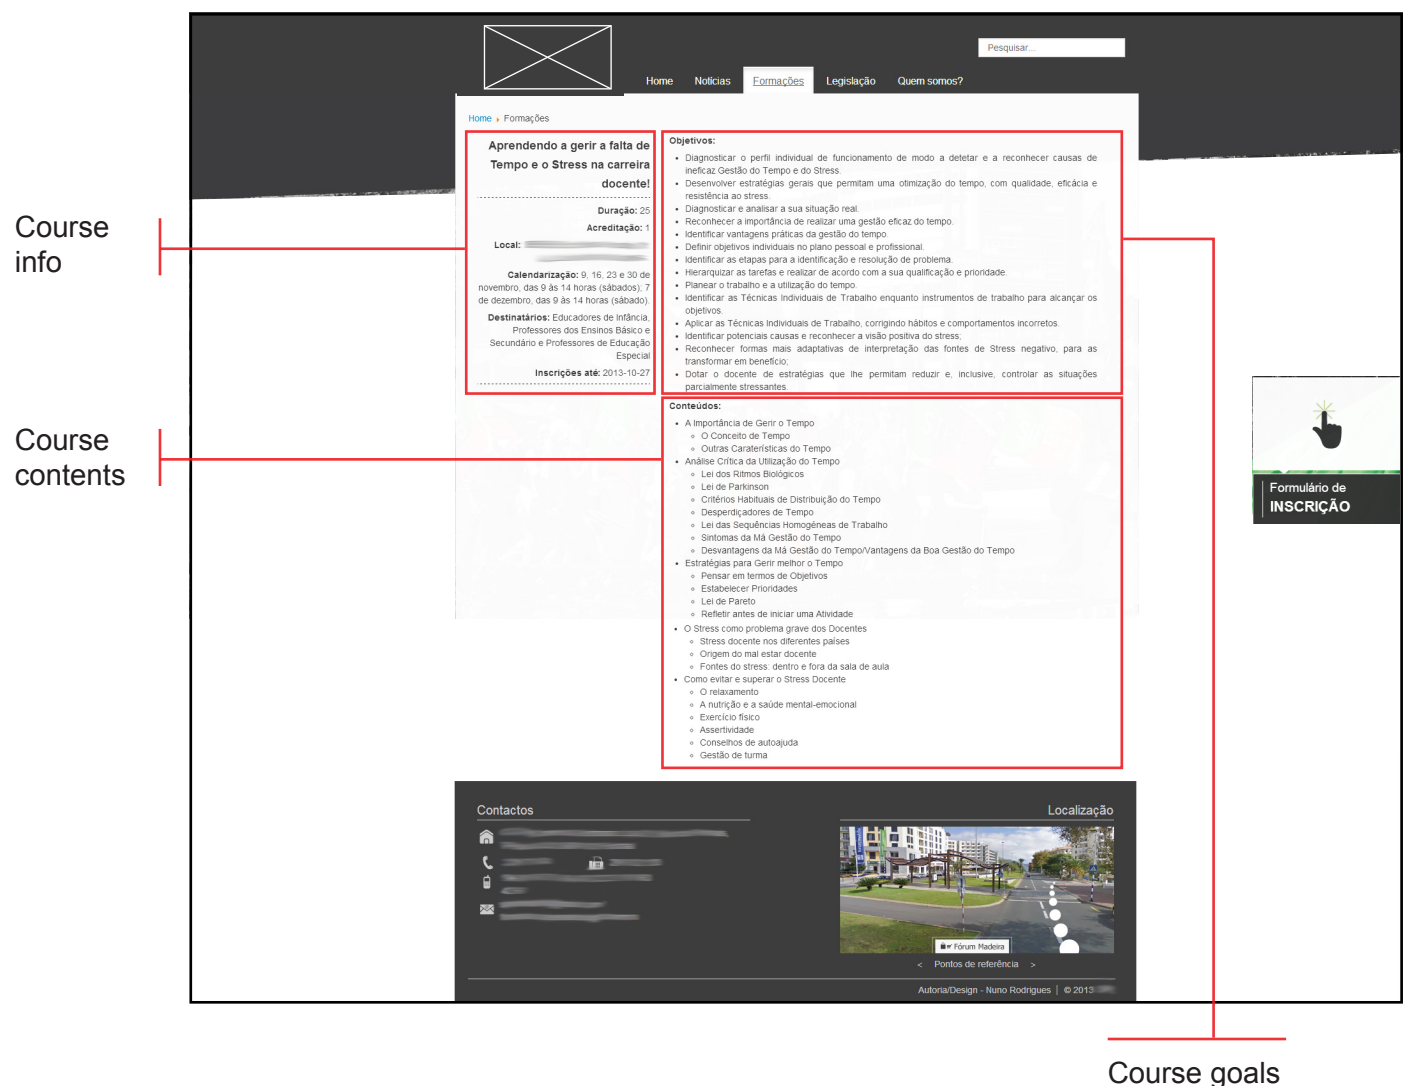 Pesquisar...
Home Notícias Formações Legislação Quem somos?
Home Formações
Aprendendo a gerir a falta de
Tempo e o Stress na carreira
docente!
Duração: 25
Acreditação: 1
Local:
Calendarização: 9, 16, 23 e 30 de
novembro, das 9 às 14 horas (sábados); 7
de dezembro, das 9 às 14 horas (sábado).
Destinatários: Educadores de Infância,
Professores dos Ensinos Básico e
Secundário e Professores de Educação
Especial
Inscrições até: 2013-10-27
Course
info
Objetivos:
• Diagnosticar o perfil individual de funcionamento de modo a detetar e a reconhecer causas de
ineficaz Gestão do Tempo e do Stress.
• Desenvolver estratégias gerais que permitam uma otimização do tempo, com qualidade, eficácia e
resistência ao stress.
• Diagnosticar e analisar a sua situação real.
• Reconhecer a importância de realizar uma gestão eficaz do tempo.
• Identificar vantagens práticas da gestão do tempo.
• Definir objetivos individuais no plano pessoal e profissional.
• Identificar as etapas para a identificação e resolução de problema.
• Hierarquizar as tarefas e realizar de acordo com a sua qualificação e prioridade.
• Planear o trabalho e a utilização do tempo.
• Identificar as Técnicas Individuais de Trabalho enquanto instrumentos de trabalho para alcançar os
objetivos.
• Aplicar as Técnicas Individuais de Trabalho, corrigindo hábitos e comportamentos incorretos.
• Identificar potenciais causas e reconhecer a visão positiva do stress;
• Reconhecer formas mais adaptativas de interpretação das fontes de Stress negativo, para as
transformar em benefício;
• Dotar o docente de estratégias que lhe permitam reduzir e, inclusive, controlar as situações
parcialmente stressantes.
Course
contents
Conteúdos:
• A Importância de Gerir o Tempo
◦ O Conceito de Tempo
◦ Outras Caraterísticas do Tempo
• Análise Crítica da Utilização do Tempo
◦ Lei dos Ritmos Biológicos
◦ Lei de Parkinson
◦ Critérios Habituais de Distribuição do Tempo
◦ Desperdiçadores de Tempo
◦ Lei das Sequências Homogéneas de Trabalho
◦ Sintomas da Má Gestão do Tempo
◦ Desvantagens da Má Gestão do Tempo/Vantagens da Boa Gestão do Tempo
• Estratégias para Gerir melhor o Tempo
◦ Pensar em termos de Objetivos
◦ Estabelecer Prioridades
◦ Lei de Pareto
◦ Refletir antes de iniciar uma Atividade
• O Stress como problema grave dos Docentes
◦ Stress docente nos diferentes países
◦ Origem do mal estar docente
◦ Fontes do stress: dentro e fora da sala de aula
• Como evitar e superar o Stress Docente
◦ O relaxamento
◦ A nutrição e a saúde mental-emocional
◦ Exercício físico
◦ Assertividade
◦ Conselhos de autoajuda
◦ Gestão de turma
Formulário de
INSCRIÇÃO
Contactos
Localização
Fórum Madeira
< Pontos de referência >
Autoria/Design - Nuno Rodrigues | © 2013
Course goals